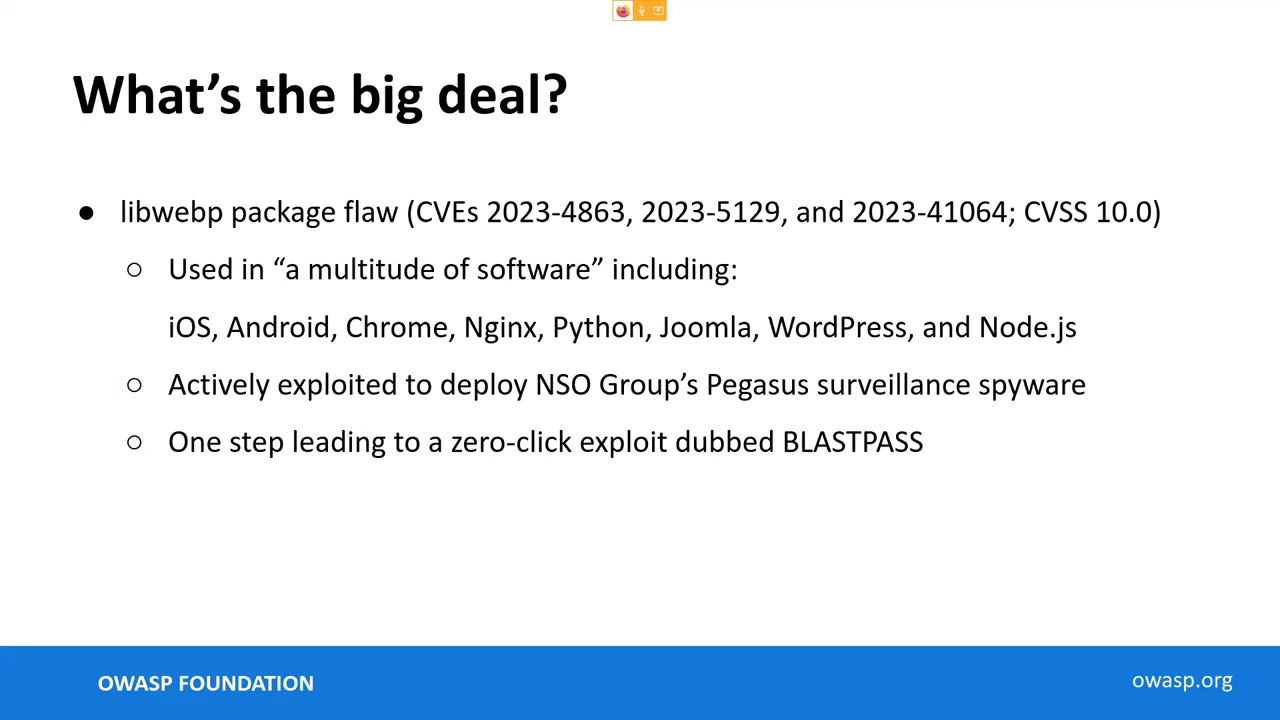 What’s the big deal?
● libwebp package flaw (CVEs 2023-4863, 2023-5129, and 2023-41064; CVSS 10.0)
○ Used in “a multitude of software” including:
iOS, Android, Chrome, Nginx, Python, Joomla, WordPress, and Node.js
○ Actively exploited to deploy NSO Group’s Pegasus surveillance spyware
○ One step leading to a zero-click exploit dubbed BLASTPASS
OWASP FOUNDATION
owasp.org